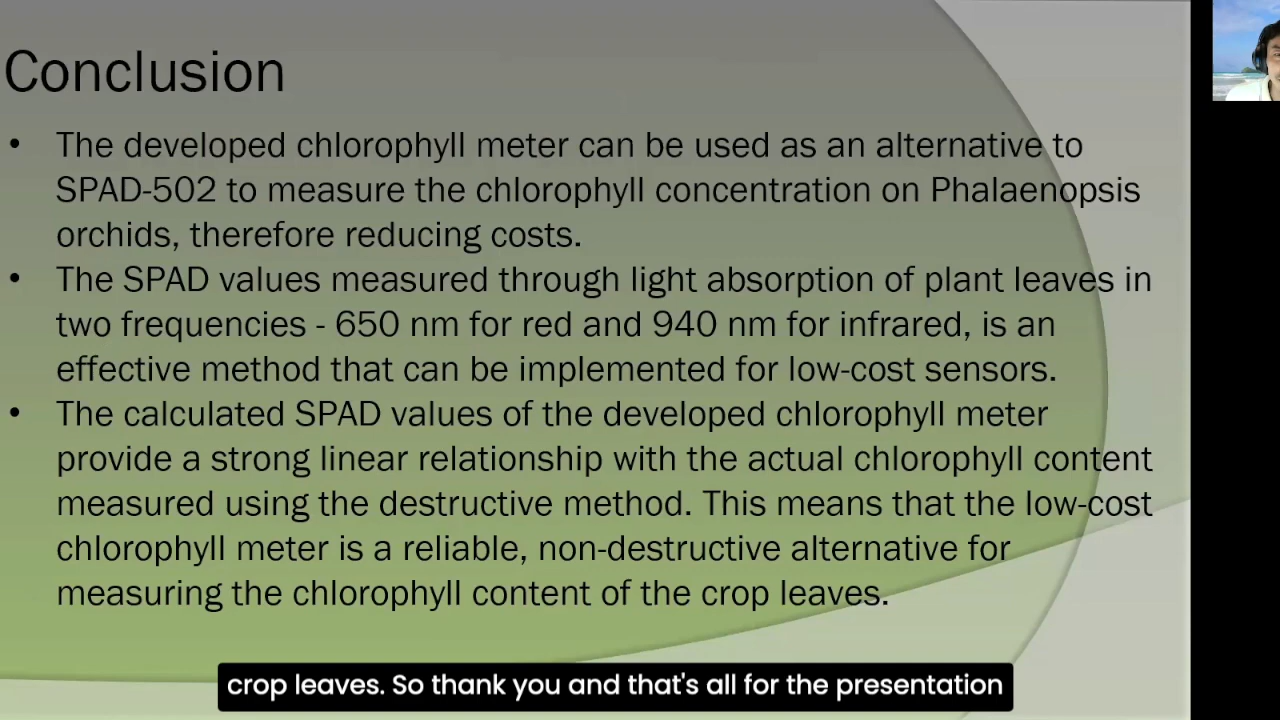 Conclusion
• The developed chlorophyll meter can be used as an alternative to
SPAD-502 to measure the chlorophyll concentration on Phalaenopsis
orchids, therefore reducing costs.
• The SPAD values measured through light absorption of plant leaves in
two frequencies - 650 nm for red and 940 nm for infrared, is an
effective method that can be implemented for low-cost sensors.
• The calculated SPAD values of the developed chlorophyll meter
provide a strong linear relationship with the actual chlorophyll content
measured using the destructive method. This means that the low-cost
chlorophyll meter is a reliable, non-destructive alternative for
measuring the chlorophyll content of the crop leaves.
crop leaves. So thank you and that's all for the presentation